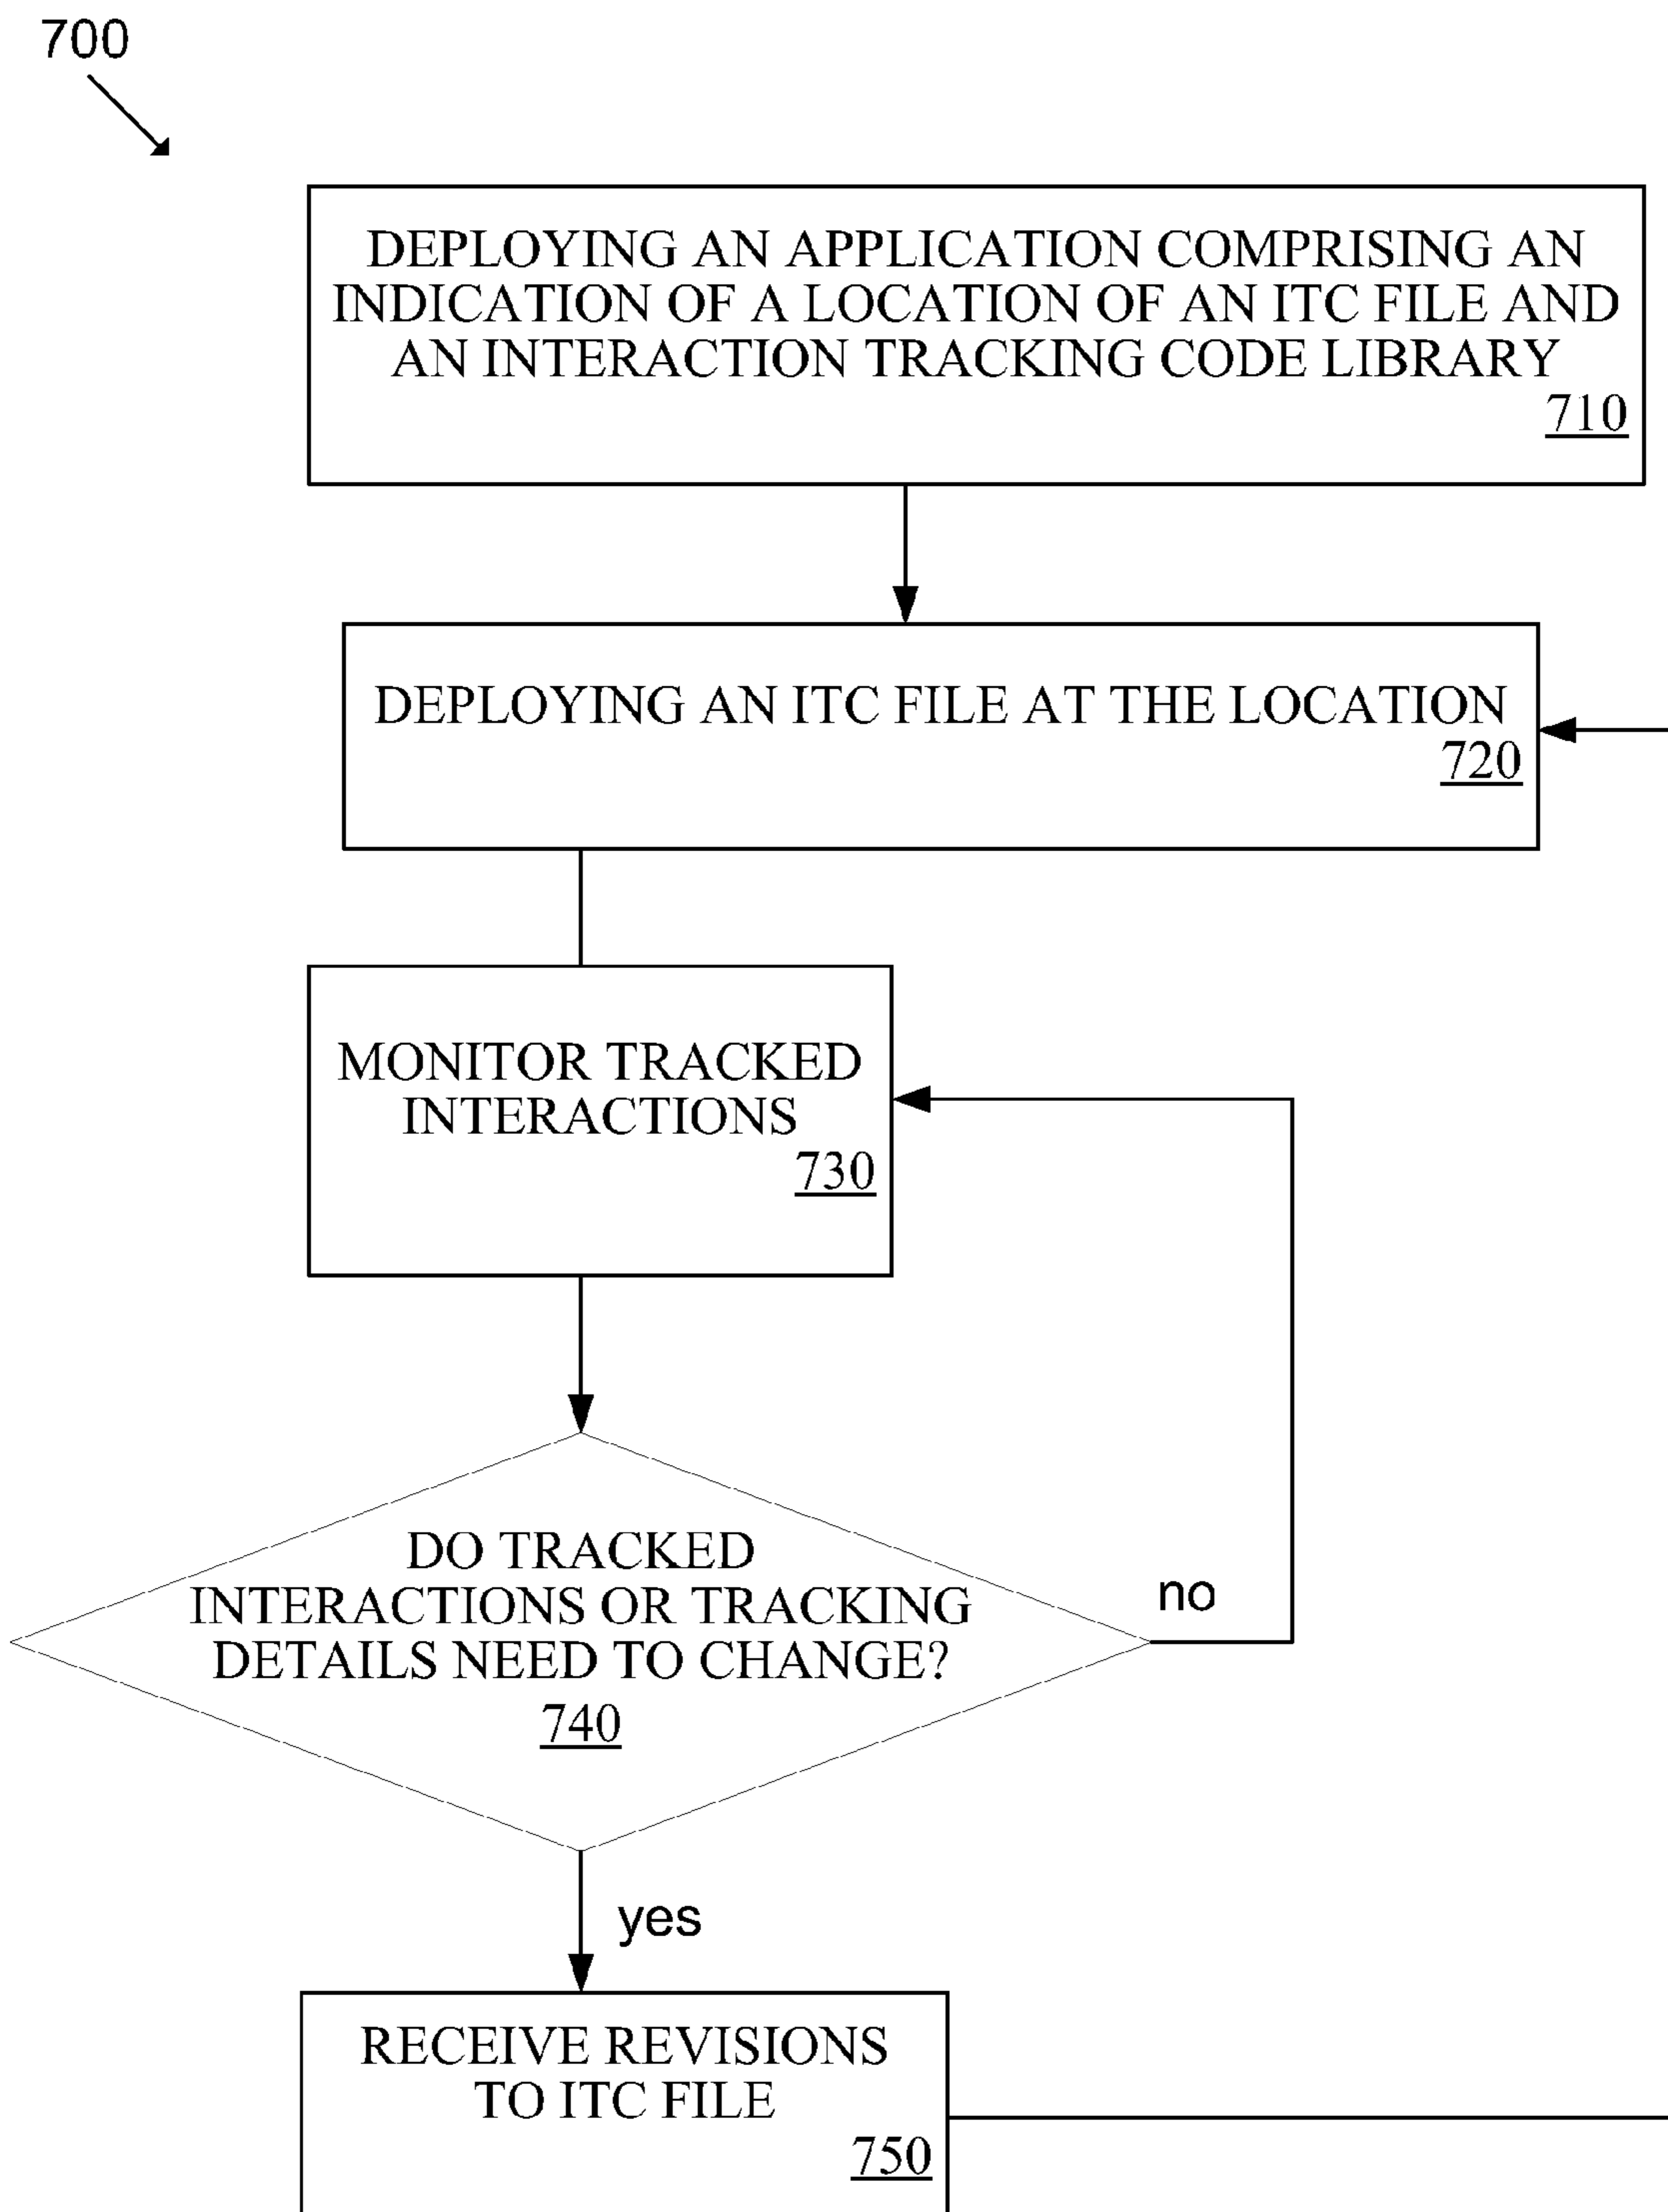 700
DEPLOYING AN APPLICATION COMPRISING AN
INDICATION OF A LOCATION OF AN ITC FILE AND
AN INTERACTION TRACKING CODE LIBRARY
710
DEPLOYING AN ITC FILE AT THE LOCATION
720
MONITOR TRACKED
INTERACTIONS
730
DO TRACKED
INTERACTIONS OR TRACKING
DETAILS NEED TO CHANGE?
740
no
yes
RECEIVE REVISIONS
TO ITC FILE
750